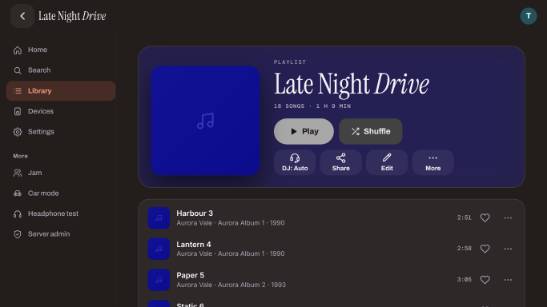 Late Night Drive
T
Home
Search
Library
Devices
Settings
More
Jam
Car mode
Headphone test
Server admin
PLAYLIST
Late Night Drive
18 SONGS · 1 H 0 MIN
Play
Shuffle
DJ: Auto
Share
Edit
More
Harbour 3
Aurora Vale · Aurora Album 1 · 1990
2:51
Lantern 4
Aurora Vale · Aurora Album 1 · 1990
2:58
Paper 5
Aurora Vale · Aurora Album 2 · 1993
3:05